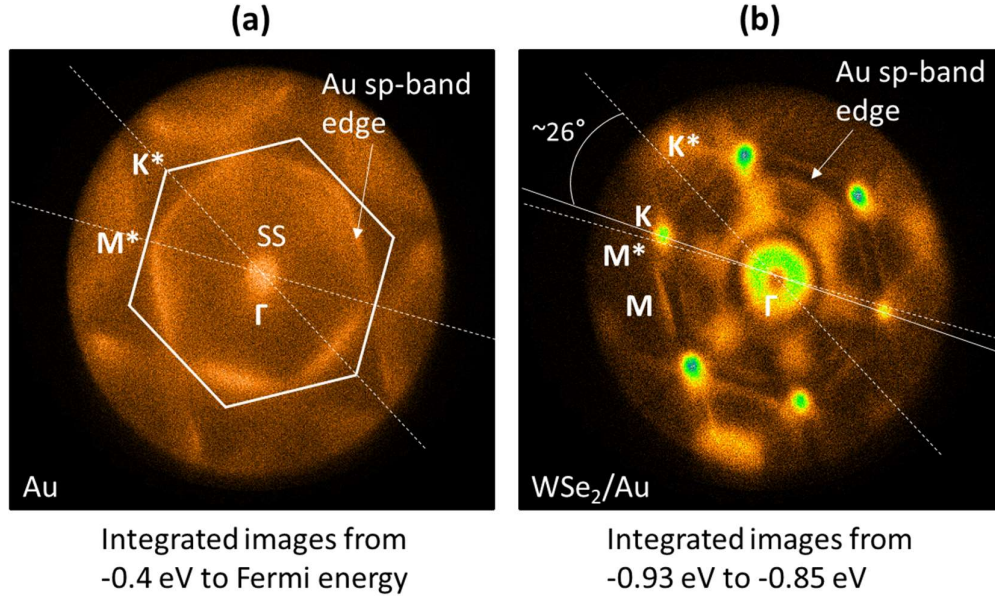 (a)
Au sp-band
edge
K*
M*
SS
Γ
Au
Integrated images from
-0.4 eV to Fermi energy
(b)
Au sp-band
edge
~26°
K*
K
M*
M
Γ
WSe₂/Au
Integrated images from
-0.93 eV to -0.85 eV